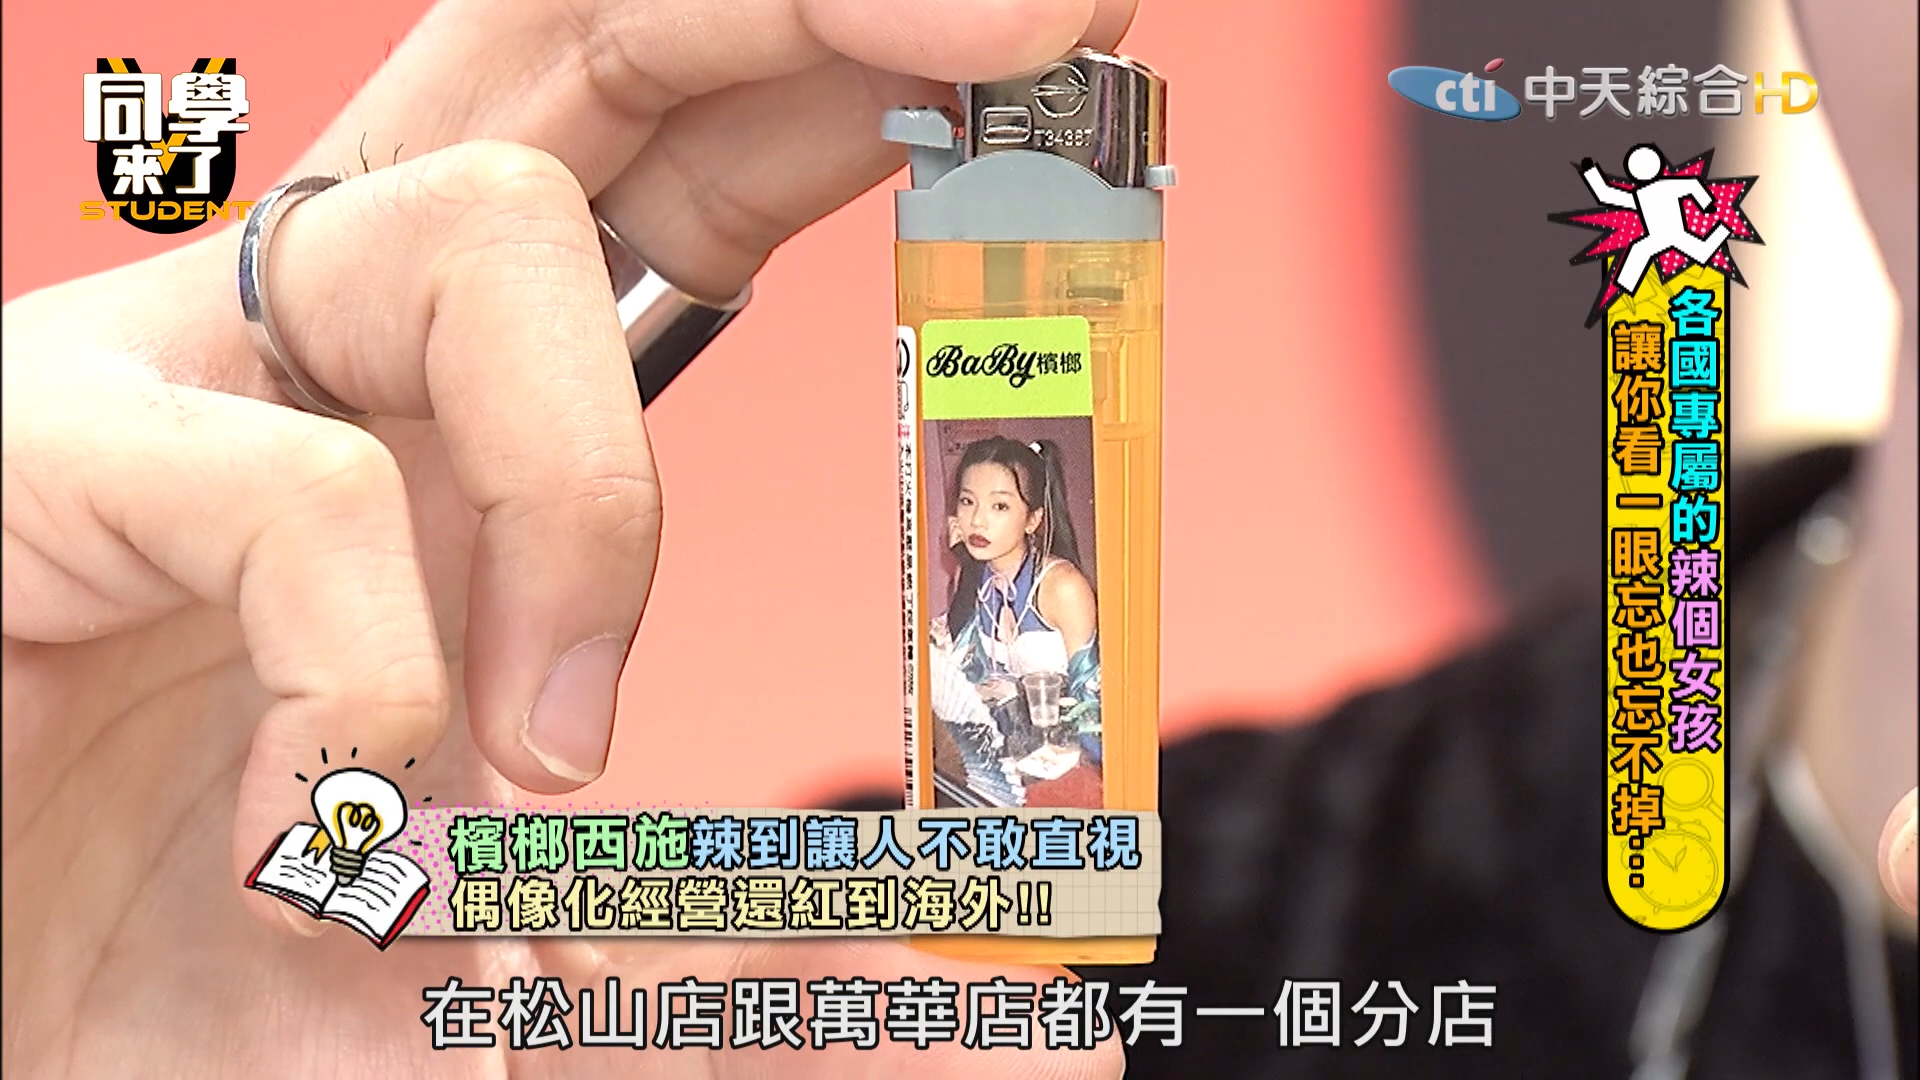 同學
來了
STUDENT
cti 中天綜合HD
各國專屬的辣個女孩
讓你看一眼忘也忘不掉…
T34387
BaBy檳榔
檳榔西施辣到讓人不敢直視
偶像化經營還紅到海外!!
在松山店跟萬華店都有一個分店